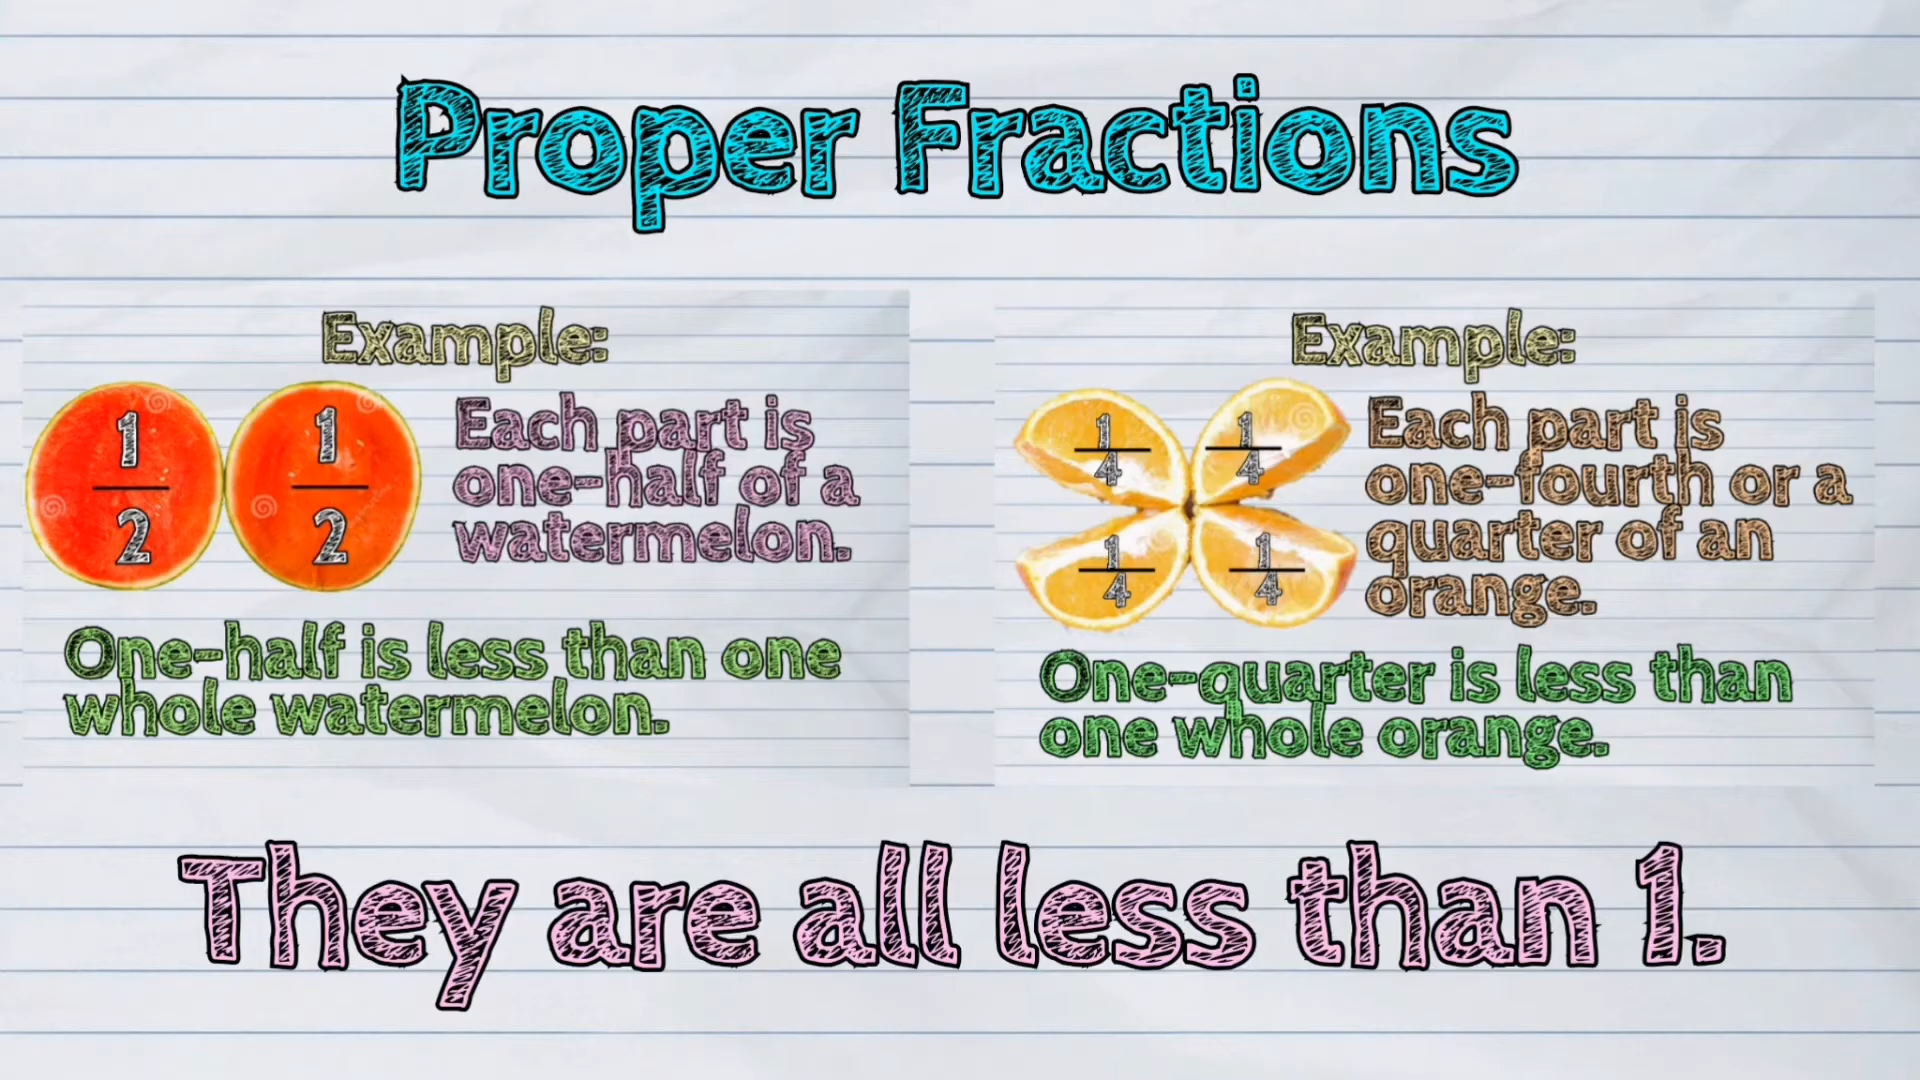 Proper Fractions
Example:
1
2
1
2
Each part is
one-half of a
watermelon.
One-half is less than one
whole watermelon.
Example:
1
4
1
4
1
4
1
4
Each part is
one-fourth or a
quarter of an
orange.
One-quarter is less than
one whole orange.
They are all less than 1.